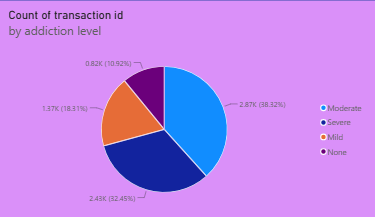 Count of transaction id
by addiction level
0.82K (10.92%)
2.87K (38.32%)
1.37K (18.31%)
2.43K (32.45%)
Moderate
Severe
Mild
None